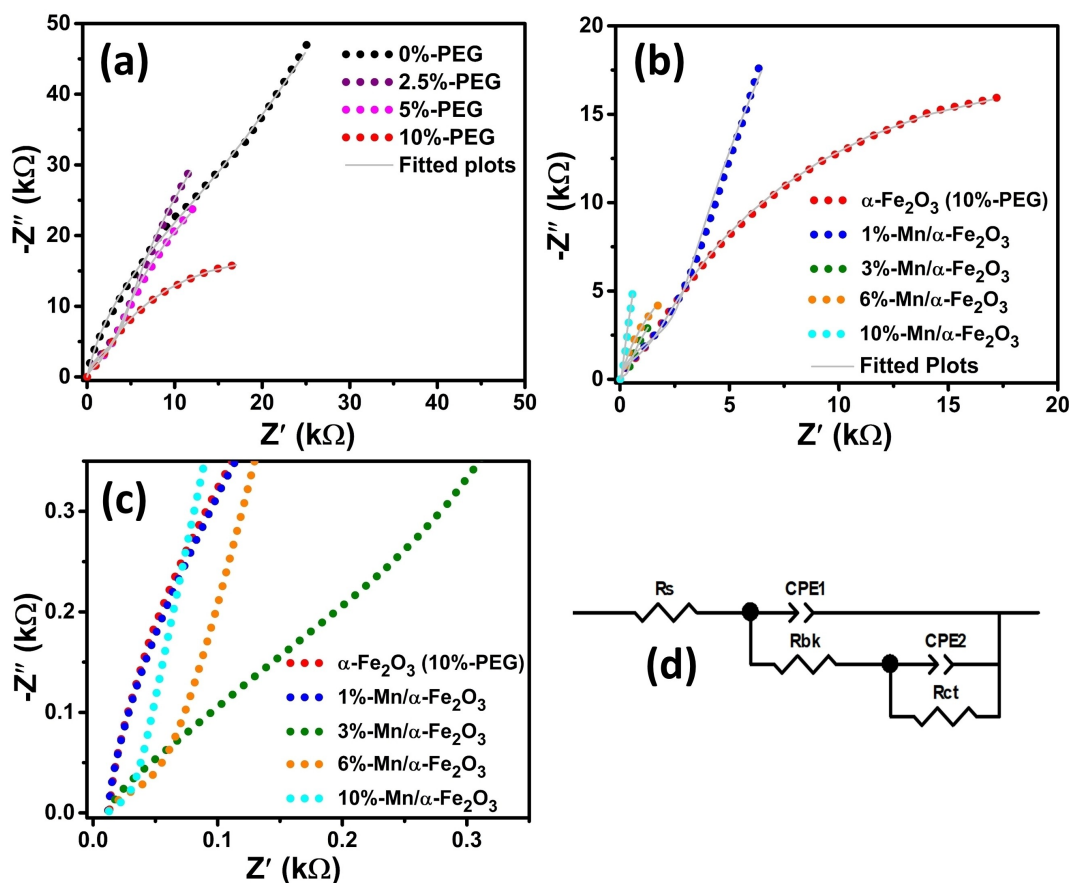 (a)
50
40
30
20
10
0
-Z″ (kΩ)
0%-PEG
2.5%-PEG
5%-PEG
10%-PEG
Fitted plots
0 10 20 30 40 50
Z′ (kΩ)
(b)
20
15
10
5
0
-Z″ (kΩ)
α-Fe₂O₃ (10%-PEG)
1%-Mn/α-Fe₂O₃
3%-Mn/α-Fe₂O₃
6%-Mn/α-Fe₂O₃
10%-Mn/α-Fe₂O₃
Fitted Plots
0 5 10 15 20
Z′ (kΩ)
(c)
0.3
0.2
0.1
0.0
-Z″ (kΩ)
α-Fe₂O₃ (10%-PEG)
1%-Mn/α-Fe₂O₃
3%-Mn/α-Fe₂O₃
6%-Mn/α-Fe₂O₃
10%-Mn/α-Fe₂O₃
0.0 0.1 0.2 0.3
Z′ (kΩ)
Rs CPE1
Rbk CPE2
(d)
Rct